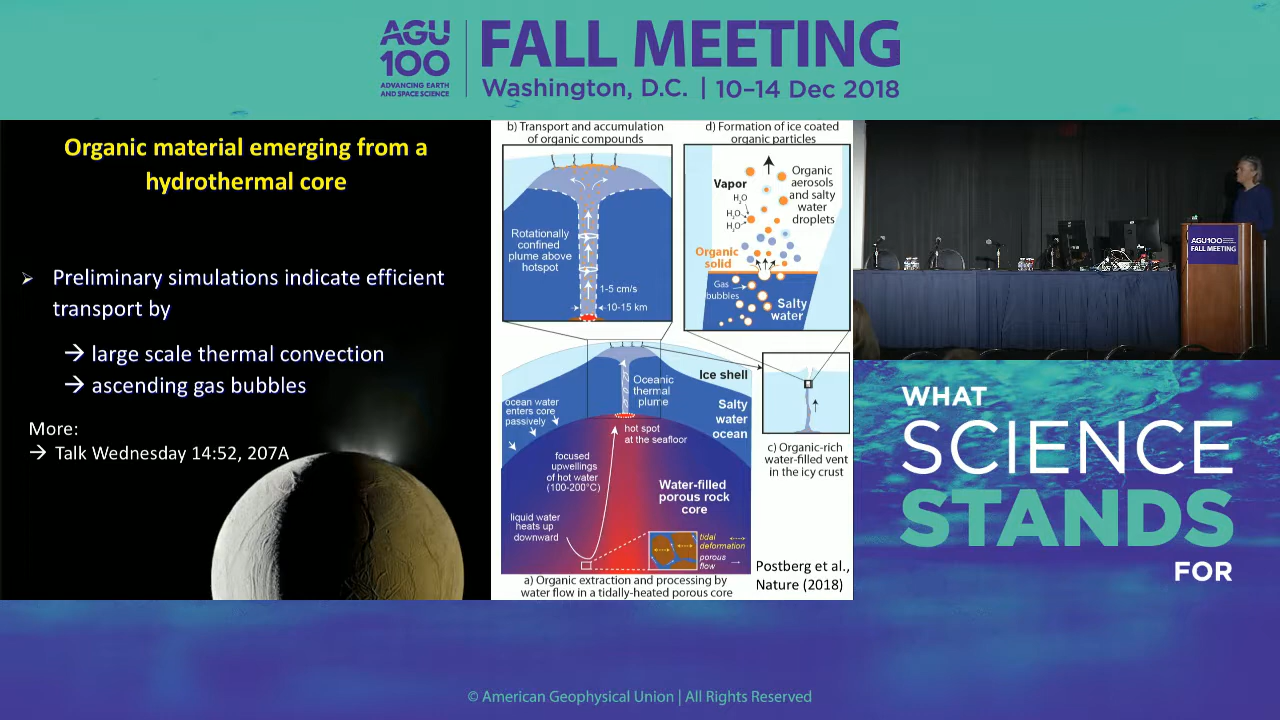 AGU
100
ADVANCING EARTH
AND SPACE SCIENCE
FALL MEETING
Washington, D.C. | 10–14 Dec 2018
Organic material emerging from a
hydrothermal core
Preliminary simulations indicate efficient
transport by
→ large scale thermal convection
→ ascending gas bubbles
More:
→ Talk Wednesday 14:52, 207A
b) Transport and accumulation
of organic compounds
Rotationally
confined
plume above
hotspot
1-5 cm/s
10-15 km
d) Formation of ice coated
organic particles
Vapor
H₂O
H₂O
H₂O
Organic
aerosols
and salty
water
droplets
Organic
solid
Gas
bubbles
Salty
water
Ice shell
Oceanic
thermal
plume
Salty
water
ocean
ocean water
enters core
passively
hot spot
at the seafloor
focused
upwellings
of hot water
(100-200°C)
Water-filled
porous rock
core
liquid water
heats up
downward
tidal
deformation
porous
flow
a) Organic extraction and processing by
water flow in a tidally-heated porous core
c) Organic-rich
water-filled vent
in the icy crust
Postberg et al.,
Nature (2018)
AGU100
FALL MEETING
WHAT
SCIENCE
STANDS
FOR
© American Geophysical Union | All Rights Reserved